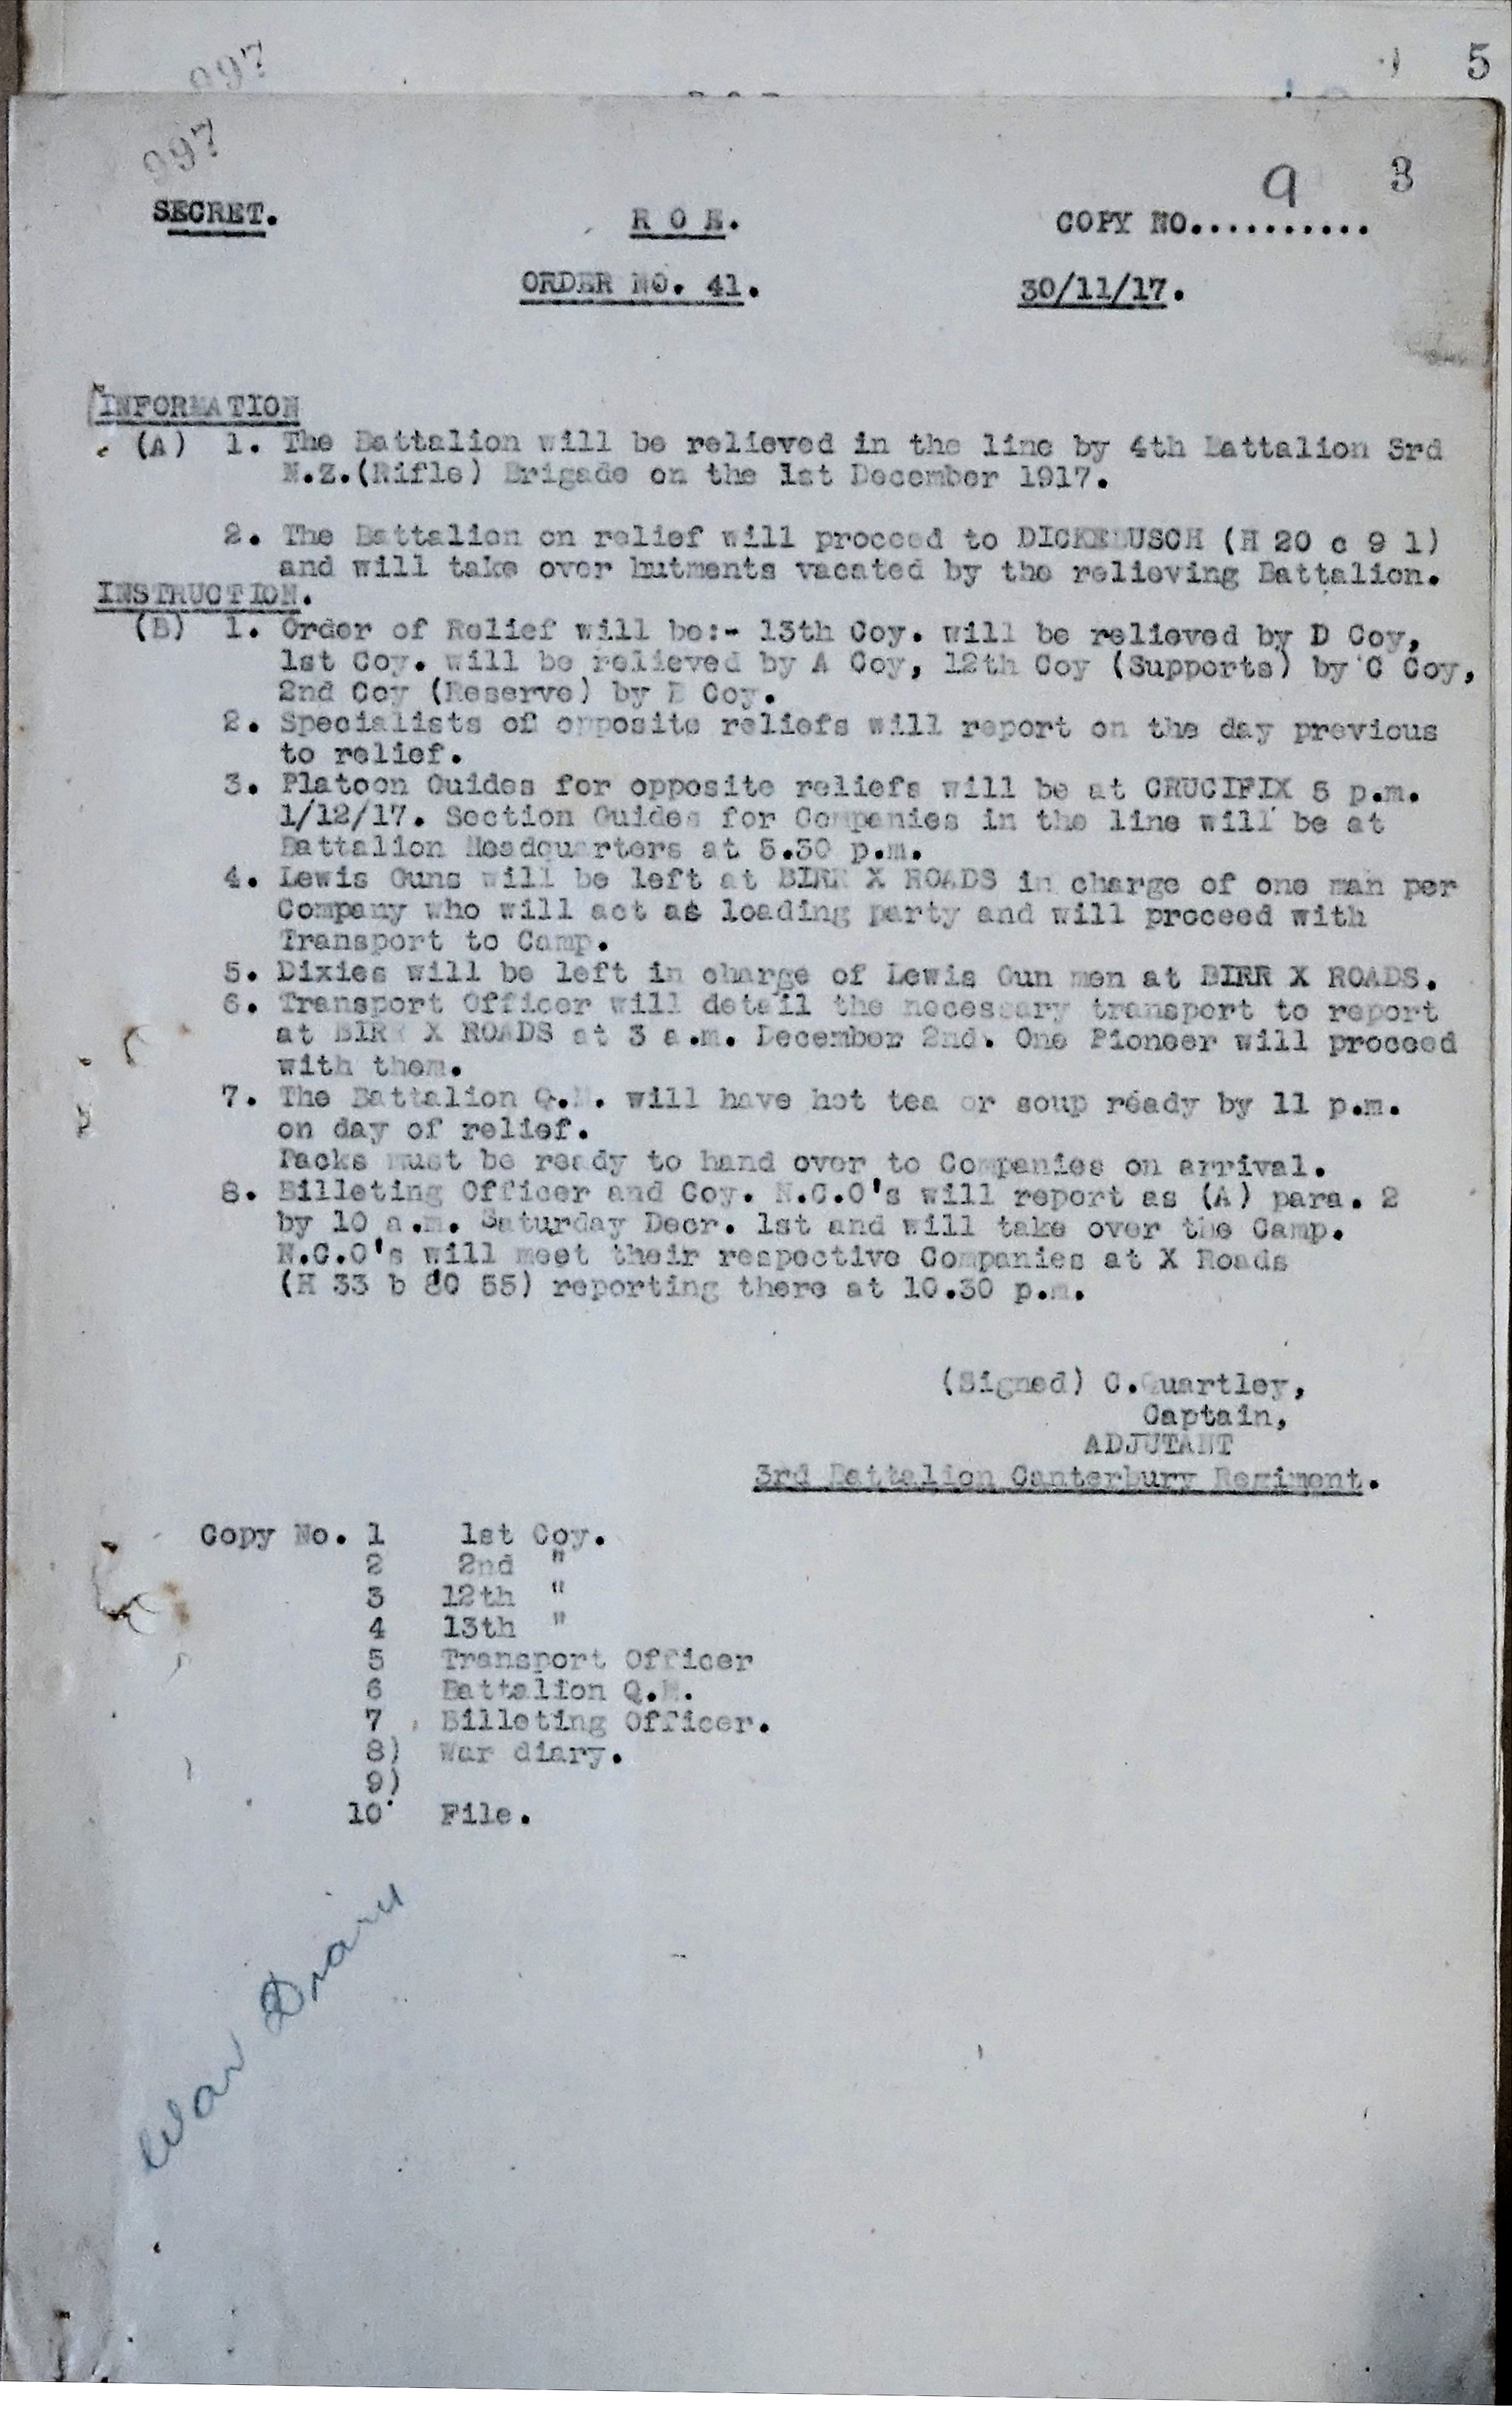 5
997
997
9 3
SECRET. R O E. COPY NO..........
ORDER NO. 41. 30/11/17.
INFORMATION
(A) 1. The Battalion will be relieved in the line by 4th Battalion 3rd
N.Z.(Rifle) Brigade on the 1st December 1917.
2. The Battalion on relief will proceed to DICKEBUSCH (H 20 c 9 1)
and will take over hutments vacated by the relieving Battalion.
INSTRUCTION.
(B) 1. Order of Relief will be:- 13th Coy. will be relieved by D Coy,
1st Coy. will be relieved by A Coy, 12th Coy (Supports) by C Coy,
2nd Coy (Reserve) by B Coy.
2. Specialists of opposite reliefs will report on the day previous
to relief.
3. Platoon Guides for opposite reliefs will be at CRUCIFIX 5 p.m.
1/12/17. Section Guides for Companies in the line will be at
Battalion Headquarters at 5.30 p.m.
4. Lewis Guns will be left at BIRR X ROADS in charge of one man per
Company who will act as loading party and will proceed with
Transport to Camp.
5. Dixies will be left in charge of Lewis Gun men at BIRR X ROADS.
6. Transport Officer will detail the necessary transport to report
at BIRR X ROADS at 3 a.m. December 2nd. One Pioneer will proceed
with them.
7. The Battalion Q.M. will have hot tea or soup ready by 11 p.m.
on day of relief.
Packs must be ready to hand over to Companies on arrival.
8. Billeting Officer and Coy. N.C.O's will report as (A) para. 2
by 10 a.m. Saturday Decr. 1st and will take over the Camp.
N.C.O's will meet their respective Companies at X Roads
(H 33 b 80 55) reporting there at 10.30 p.m.
(Signed) C.Quartley,
Captain,
ADJUTANT
3rd Battalion Canterbury Regiment.
Copy No. 1 1st Coy.
2 2nd "
3 12th "
4 13th "
5 Transport Officer
6 Battalion Q.M.
7 Billeting Officer.
8) War diary.
9)
10 File.
War Diary